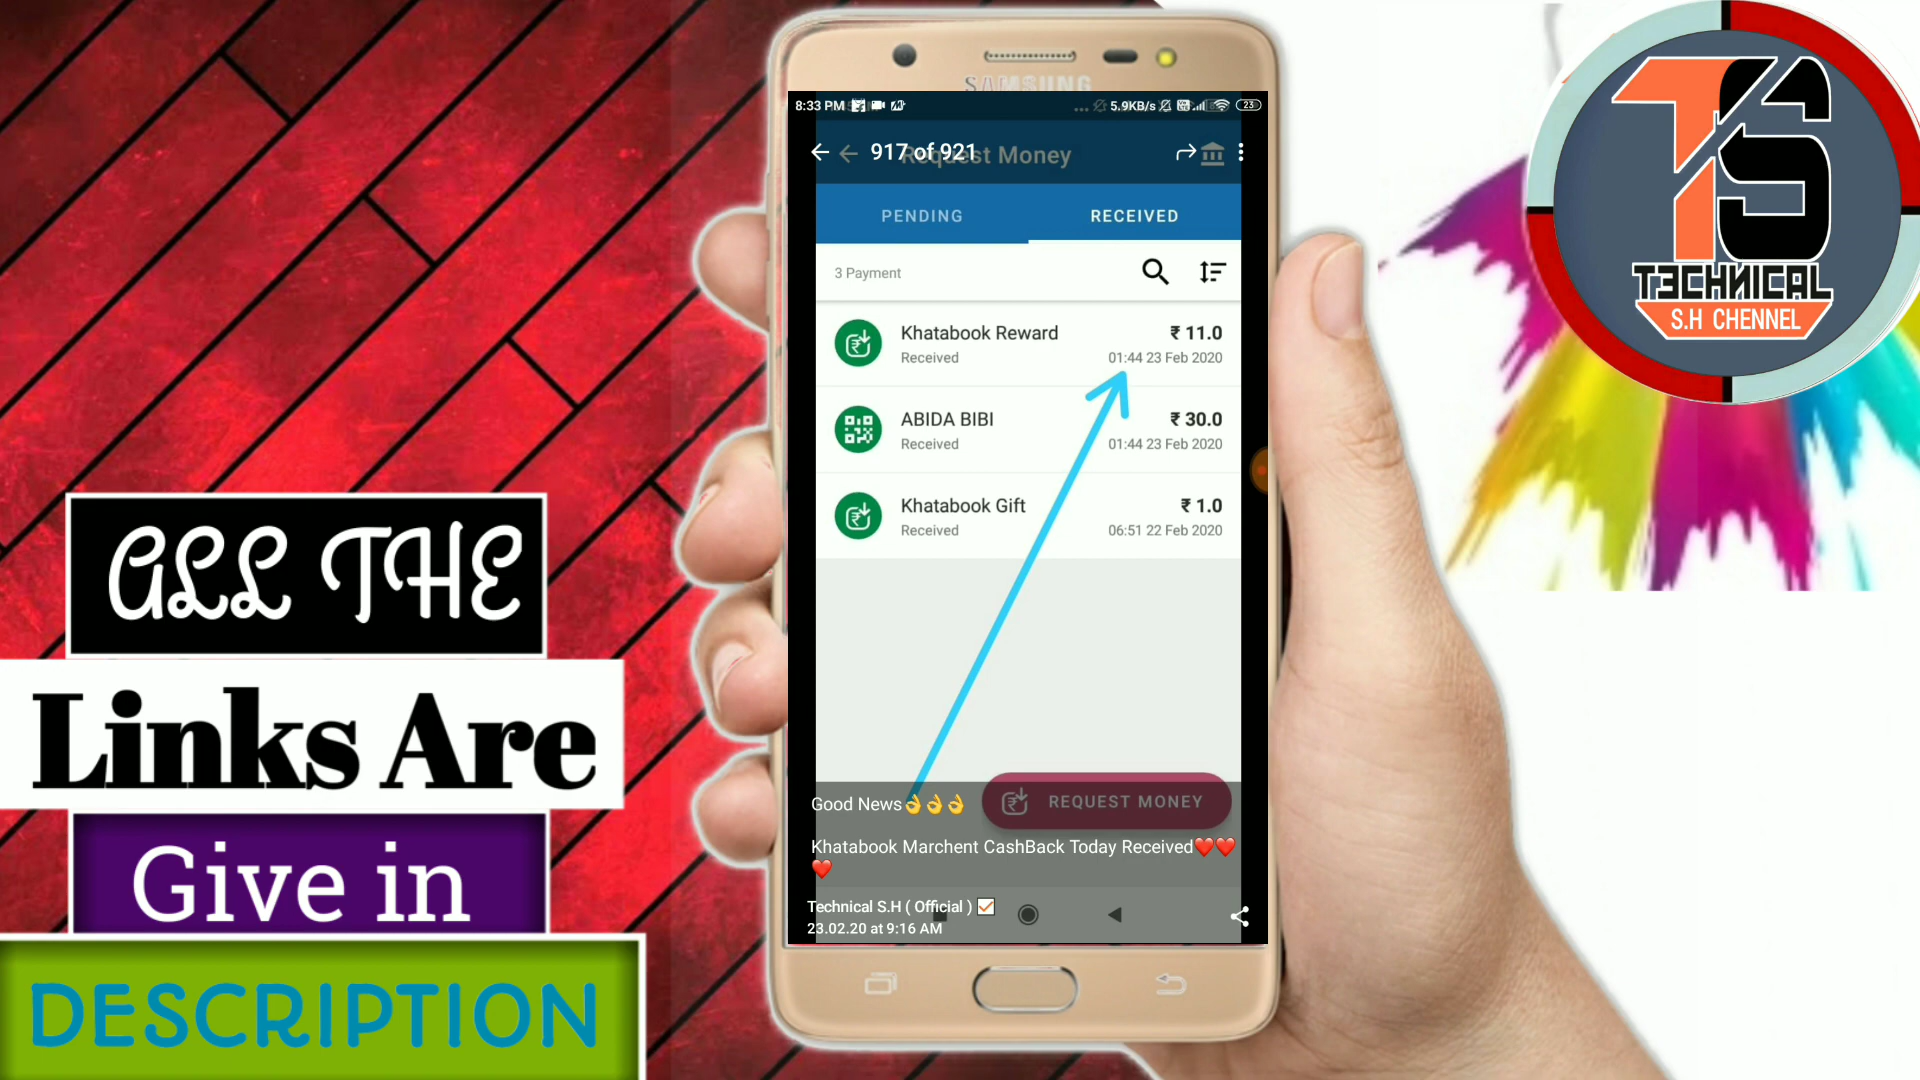 ALL THE
Links Are
Give in
DESCRIPTION
SAMSUNG
8:33 PM
5.9KB/s
23
917 of 921
Request Money
PENDING
RECEIVED
3 Payment
Khatabook Reward
₹ 11.0
Received
01:44 23 Feb 2020
ABIDA BIBI
₹ 30.0
Received
01:44 23 Feb 2020
Khatabook Gift
₹ 1.0
Received
06:51 22 Feb 2020
REQUEST MONEY
Good News👌👌👌
Khatabook Marchent CashBack Today Received❤️❤️
❤️
Technical S.H ( Official ) ☑
23.02.20 at 9:16 AM
TS
TECHNICAL
S.H CHENNEL